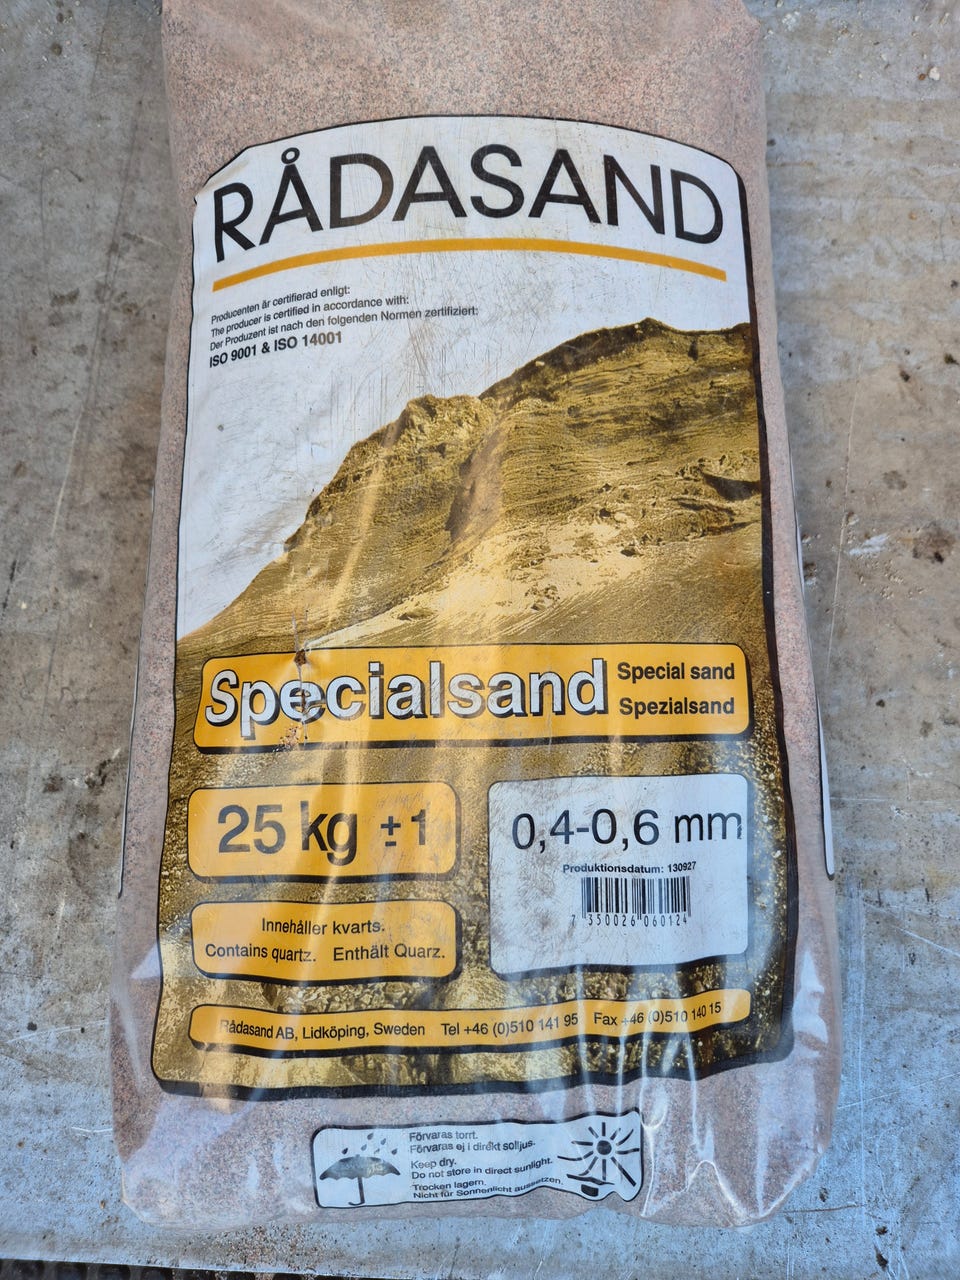 RÅDASAND
Producenten är certifierad enligt:
The producer is certified in accordance with:
Der Produzent ist nach den folgenden Normen zertifiziert:
ISO 9001 & ISO 14001
Specialsand
Special sand
Spezialsand
25 kg ±1
0,4-0,6 mm
Produktionsdatum: 130927
7 350026 060124
Innehåller kvarts.
Contains quartz. Enthält Quarz.
Rådasand AB, Lidköping, Sweden Tel +46 (0)510 141 95 Fax +46 (0)510 140 15
Förvaras torrt.
Förvaras ej i direkt solljus.
Keep dry.
Do not store in direct sunlight.
Trocken lagern.
Nicht für Sonnenlicht aussetzen.